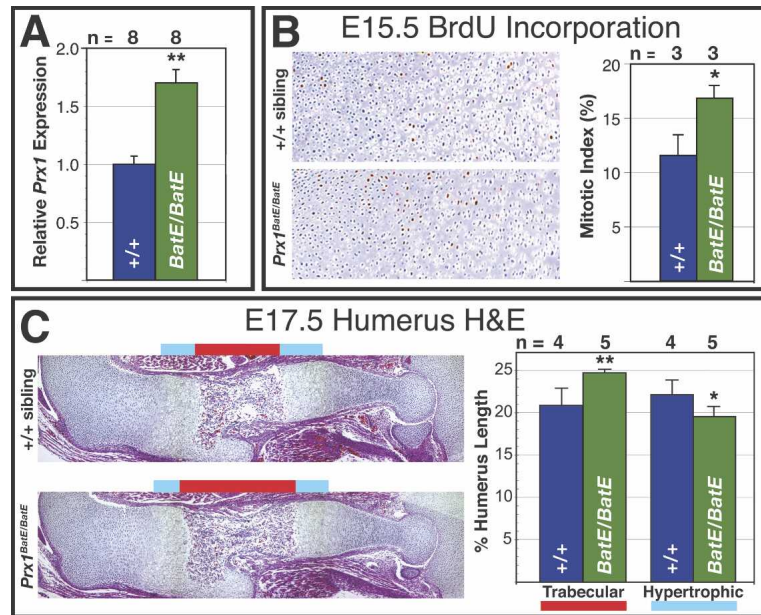 A
n = 8 8
**
2.0
1.5
1.0
0.5
Relative Prx1 Expression
+/+
BatE/BatE
B E15.5 BrdU Incorporation
+/+ sibling
Prx1BatE/BatE
n = 3 3
*
20
15
10
5
Mitotic Index (%)
+/+
BatE/BatE
C E17.5 Humerus H&E
+/+ sibling
Prx1BatE/BatE
n = 4 5 4 5
**
*
25
20
15
10
5
% Humerus Length
+/+
BatE/BatE
+/+
BatE/BatE
Trabecular Hypertrophic